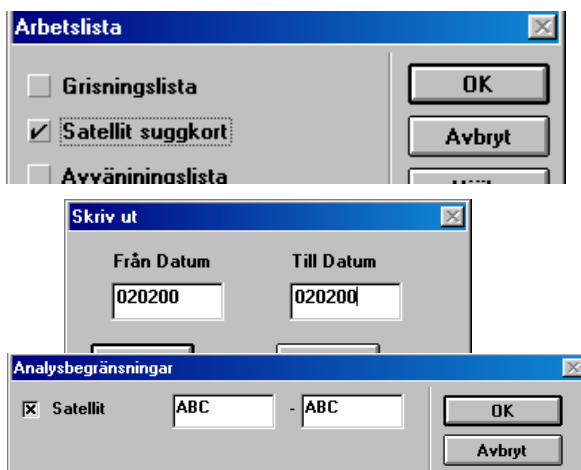 Arbetslista
Grisningslista
OK
Satellit suggkort
Avbryt
Skriv ut
Från Datum Till Datum
020200 020200
Analysbegränsningar
Satellit ABC - ABC
OK
Avbryt